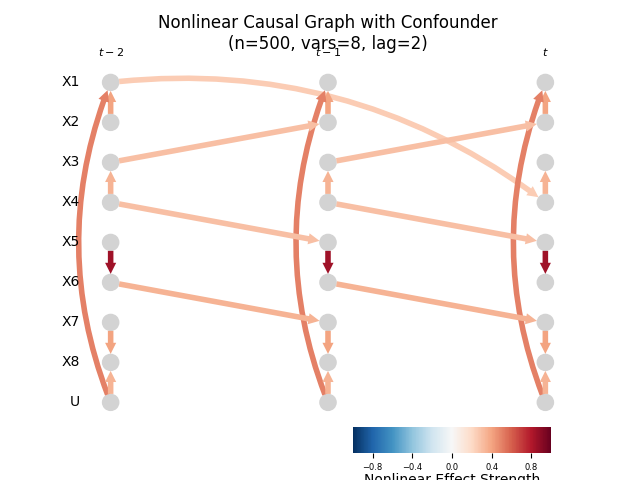 Nonlinear Causal Graph with Confounder
(n=500, vars=8, lag=2)
t − 2 t − 1 t
X1
X2
X3
X4
X5
X6
X7
X8
U
−0.8 −0.4 0.0 0.4 0.8
Nonlinear Effect Strength